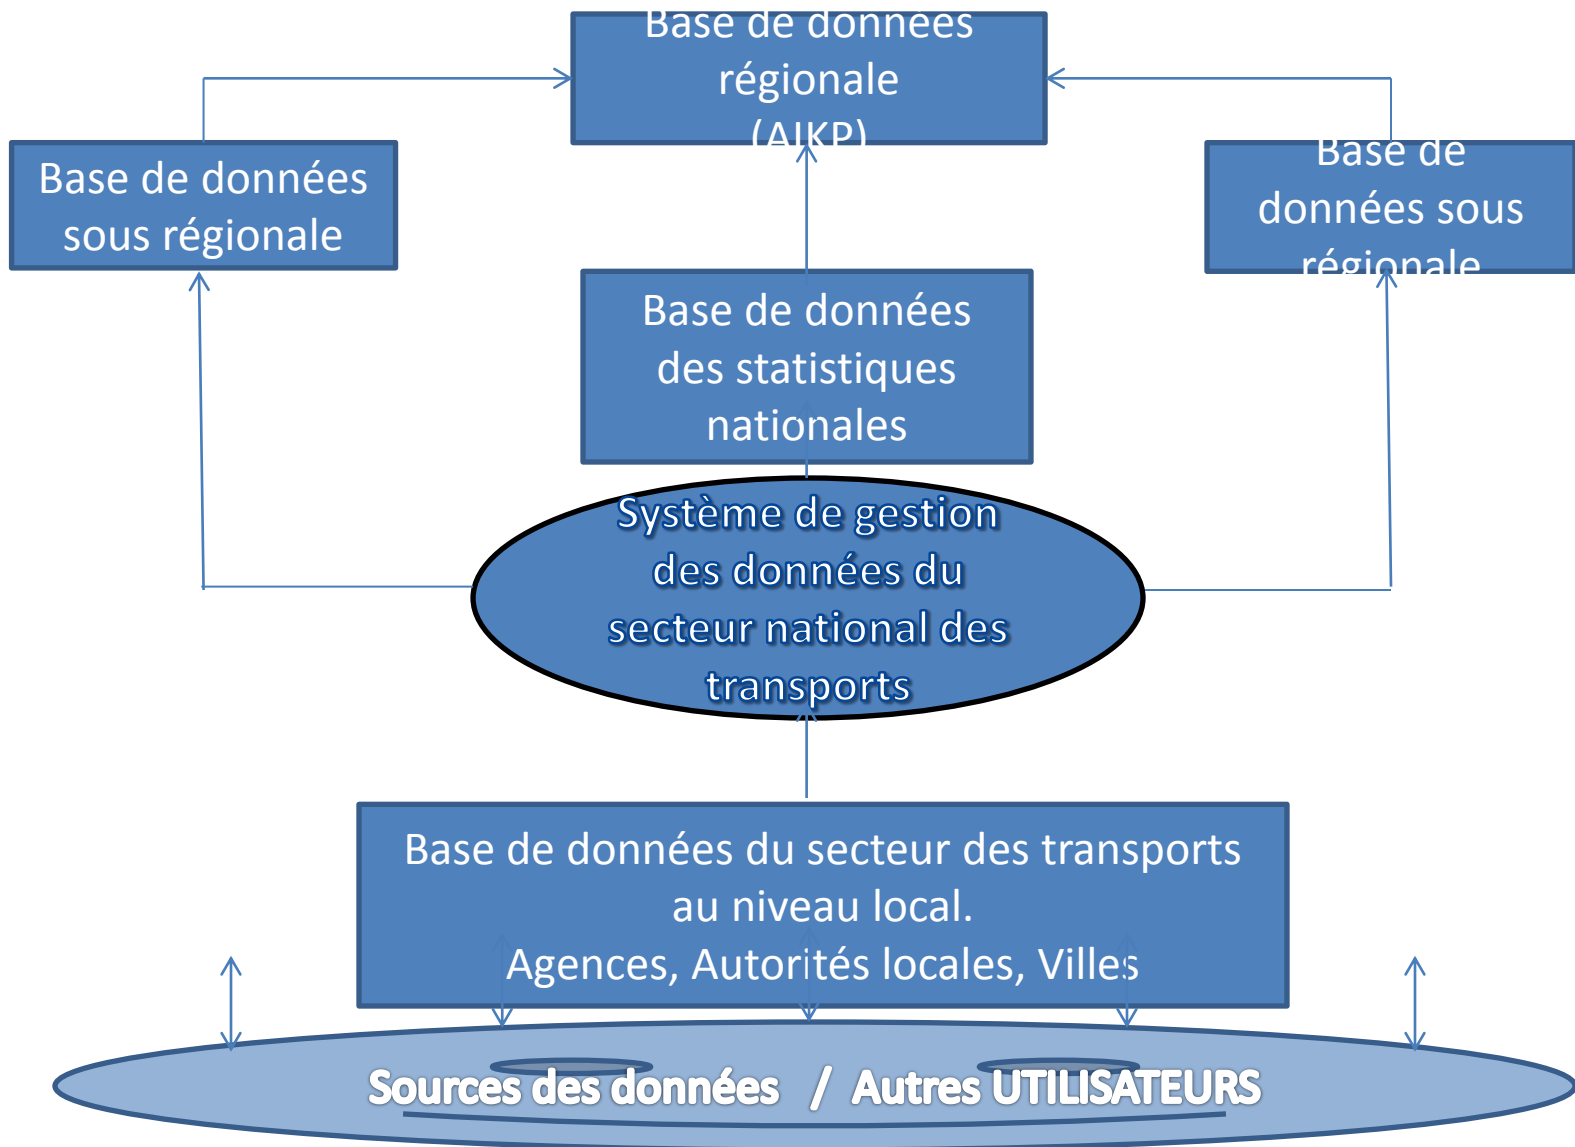 Base de données
régionale
(AIKP)
Base de données
sous régionale
Base de
données sous
régionale
Base de données
des statistiques
nationales
Système de gestion
des données du
secteur national des
transports
Base de données du secteur des transports
au niveau local.
Agences, Autorités locales, Villes
Sources des données / Autres UTILISATEURS